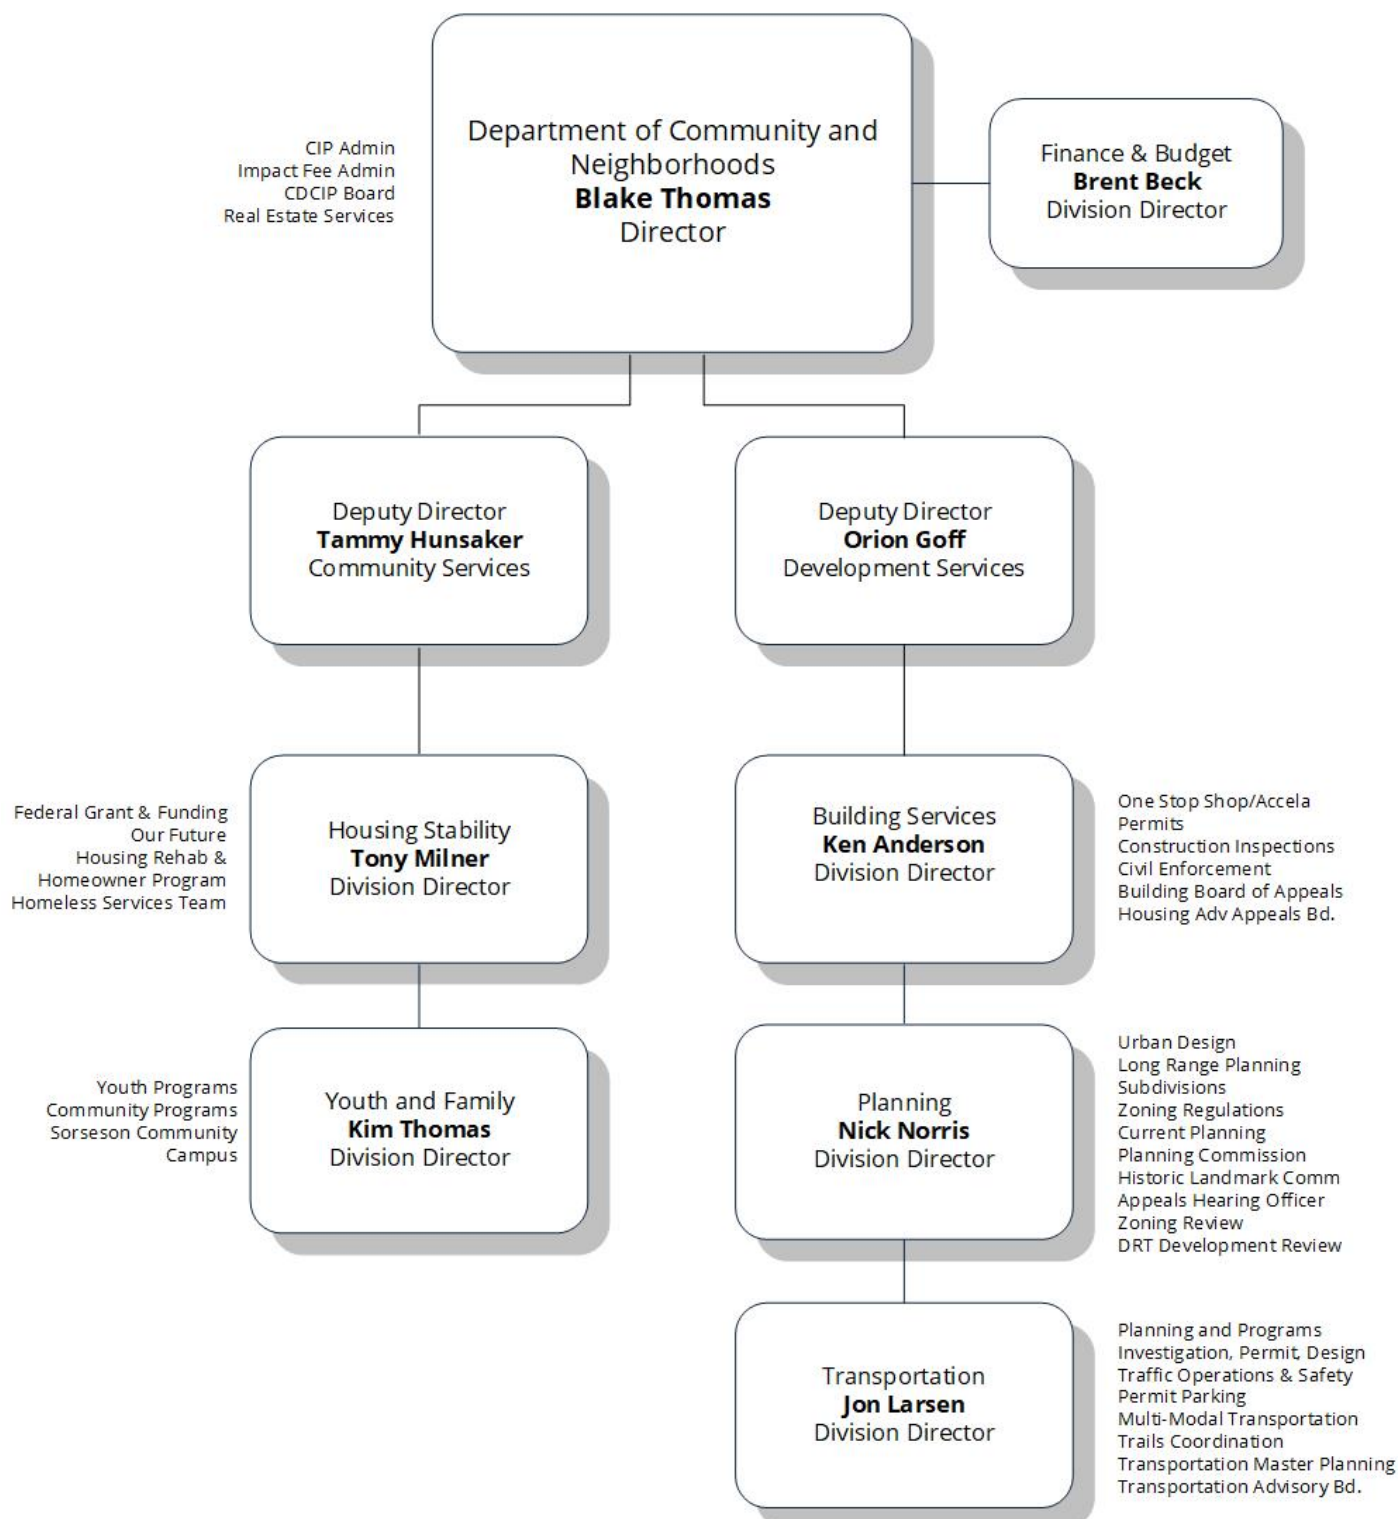 Department of Community and
Neighborhoods
Blake Thomas
Director
CIP Admin
Impact Fee Admin
CDCIP Board
Real Estate Services
Finance & Budget
Brent Beck
Division Director
Deputy Director
Tammy Hunsaker
Community Services
Deputy Director
Orion Goff
Development Services
Federal Grant & Funding
Our Future
Housing Rehab &
Homeowner Program
Homeless Services Team
Housing Stability
Tony Milner
Division Director
Building Services
Ken Anderson
Division Director
One Stop Shop/Accela
Permits
Construction Inspections
Civil Enforcement
Building Board of Appeals
Housing Adv Appeals Bd.
Youth Programs
Community Programs
Sorseson Community
Campus
Youth and Family
Kim Thomas
Division Director
Planning
Nick Norris
Division Director
Urban Design
Long Range Planning
Subdivisions
Zoning Regulations
Current Planning
Planning Commission
Historic Landmark Comm
Appeals Hearing Officer
Zoning Review
DRT Development Review
Transportation
Jon Larsen
Division Director
Planning and Programs
Investigation, Permit, Design
Traffic Operations & Safety
Permit Parking
Multi-Modal Transportation
Trails Coordination
Transportation Master Planning
Transportation Advisory Bd.